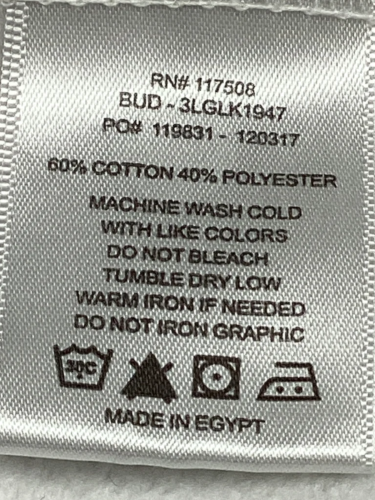 RN# 117508
BUD - 3LGLK1947
PO# 119831 - 120317
60% COTTON 40% POLYESTER
MACHINE WASH COLD
WITH LIKE COLORS
DO NOT BLEACH
TUMBLE DRY LOW
WARM IRON IF NEEDED
DO NOT IRON GRAPHIC
30C
MADE IN EGYPT